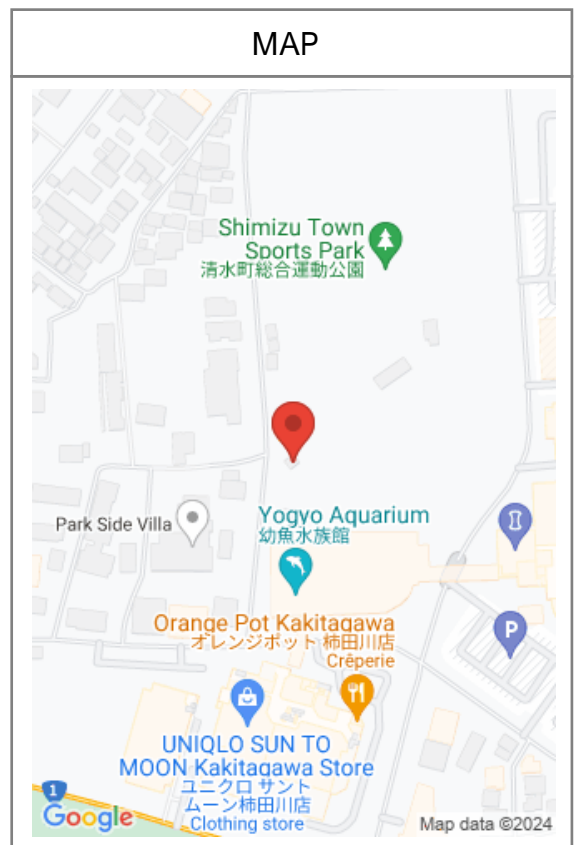 MAP
Shimizu Town
Sports Park
清水町総合運動公園
Park Side Villa
Yogyo Aquarium
幼魚水族館
P
Orange Pot Kakitagawa
オレンジポット 柿田川店
Crêperie
UNIQLO SUN TO
MOON Kakitagawa Store
ユニクロ サント
ムーン柿田川店
Clothing store
1
Google
Map data ©2024